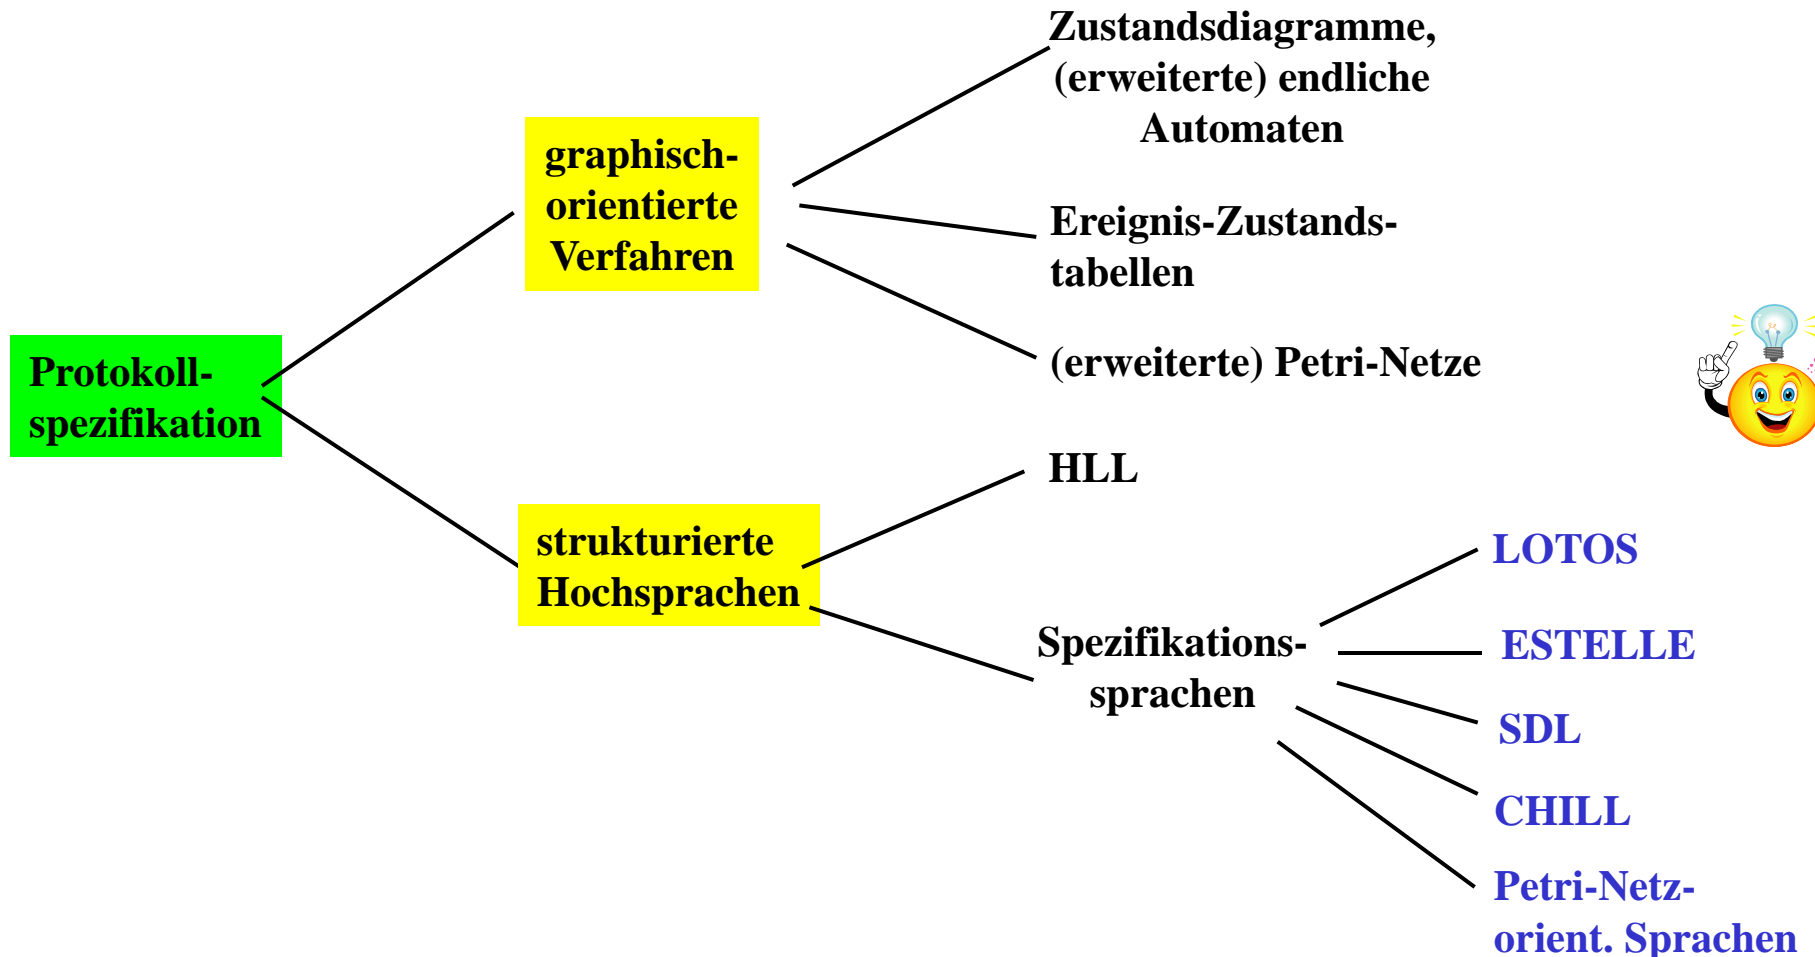 Zustandsdiagramme,
(erweiterte) endliche
Automaten
graphisch-
orientierte
Verfahren
Ereignis-Zustands-
tabellen
(erweiterte) Petri-Netze
Protokoll-
spezifikation
HLL
strukturierte
Hochsprachen
Spezifikations-
sprachen
LOTOS
ESTELLE
SDL
CHILL
Petri-Netz-
orient. Sprachen